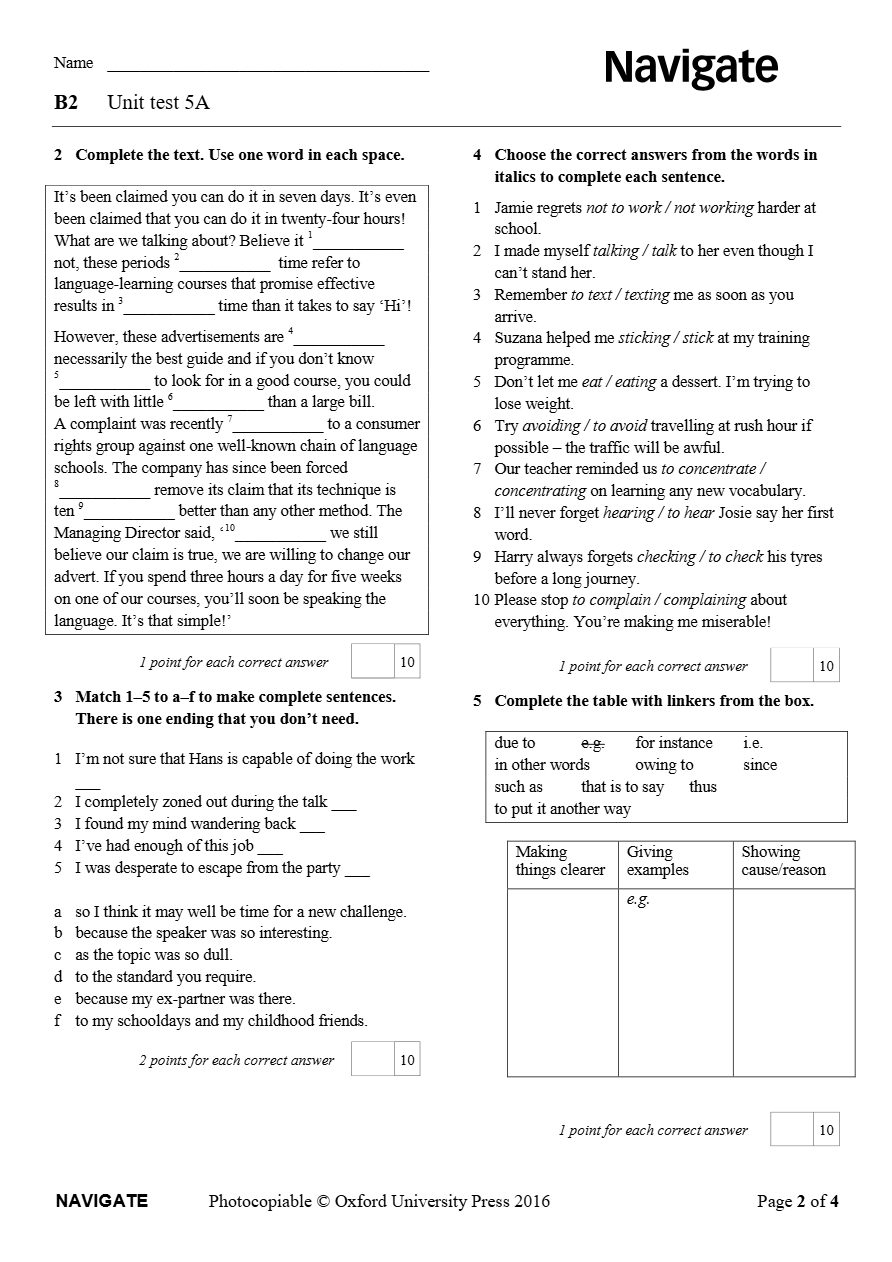 Name ____________________
Navigate
B2 Unit test 5A
2 Complete the text. Use one word in each space.
It's been claimed you can do it in seven days. It's even
been claimed that you can do it in twenty-four hours!
What are we talking about? Believe it 1___________
not, these periods 2___________ time refer to
language-learning courses that promise effective
results in 3___________ time than it takes to say 'Hi'!
However, these advertisements are 4___________
necessarily the best guide and if you don't know
5___________ to look for in a good course, you could
be left with little 6___________ than a large bill.
A complaint was recently 7___________ to a consumer
rights group against one well-known chain of language
schools. The company has since been forced
8___________ remove its claim that its technique is
ten 9___________ better than any other method. The
Managing Director said, '10___________ we still
believe our claim is true, we are willing to change our
advert. If you spend three hours a day for five weeks
on one of our courses, you'll soon be speaking the
language. It's that simple!'
1 point for each correct answer 10
3 Match 1–5 to a–f to make complete sentences.
There is one ending that you don't need.
1 I'm not sure that Hans is capable of doing the work
___
2 I completely zoned out during the talk ___
3 I found my mind wandering back ___
4 I've had enough of this job ___
5 I was desperate to escape from the party ___
a so I think it may well be time for a new challenge.
b because the speaker was so interesting.
c as the topic was so dull.
d to the standard you require.
e because my ex-partner was there.
f to my schooldays and my childhood friends.
2 points for each correct answer 10
4 Choose the correct answers from the words in
italics to complete each sentence.
1 Jamie regrets not to work / not working harder at
school.
2 I made myself talking / talk to her even though I
can't stand her.
3 Remember to text / texting me as soon as you
arrive.
4 Suzana helped me sticking / stick at my training
programme.
5 Don't let me eat / eating a dessert. I'm trying to
lose weight.
6 Try avoiding / to avoid travelling at rush hour if
possible – the traffic will be awful.
7 Our teacher reminded us to concentrate /
concentrating on learning any new vocabulary.
8 I'll never forget hearing / to hear Josie say her first
word.
9 Harry always forgets checking / to check his tyres
before a long journey.
10 Please stop to complain / complaining about
everything. You're making me miserable!
1 point for each correct answer 10
5 Complete the table with linkers from the box.
due to e.g. for instance i.e.
in other words owing to since
such as that is to say thus
to put it another way
Making Giving Showing
things clearer examples cause/reason
e.g.
1 point for each correct answer 10
NAVIGATE Photocopiable © Oxford University Press 2016 Page 2 of 4